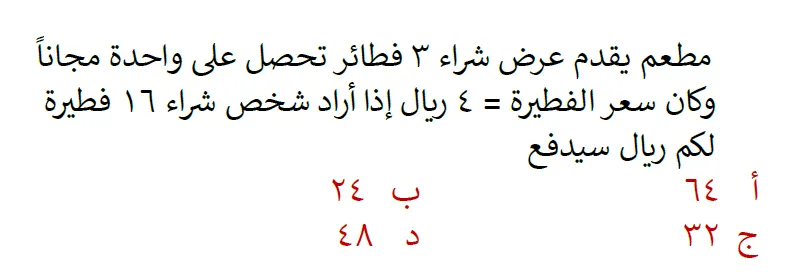 مطعم يقدم عرض شراء ٣ فطائر تحصل على واحدة مجاناً
وكان سعر الفطيرة = ٤ ريال إذا أراد شخص شراء ١٦ فطيرة
لكم ريال سيدفع
أ ٦٤ ب ٢٤
ج ٣٢ د ٤٨